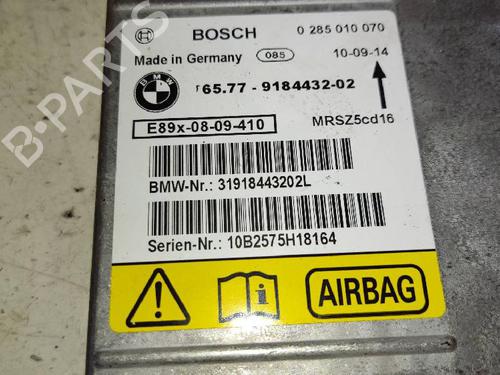 BOSCH 0 285 010 070
Made in Germany 085 10-09-14
BMW
65.77 - 9184432-02
E89x-08-09-410 MRSZ5cd16
BMW-Nr.: 31918443202L
Serien-Nr.: 10B2575H18164
AIRBAG
B-PARTS